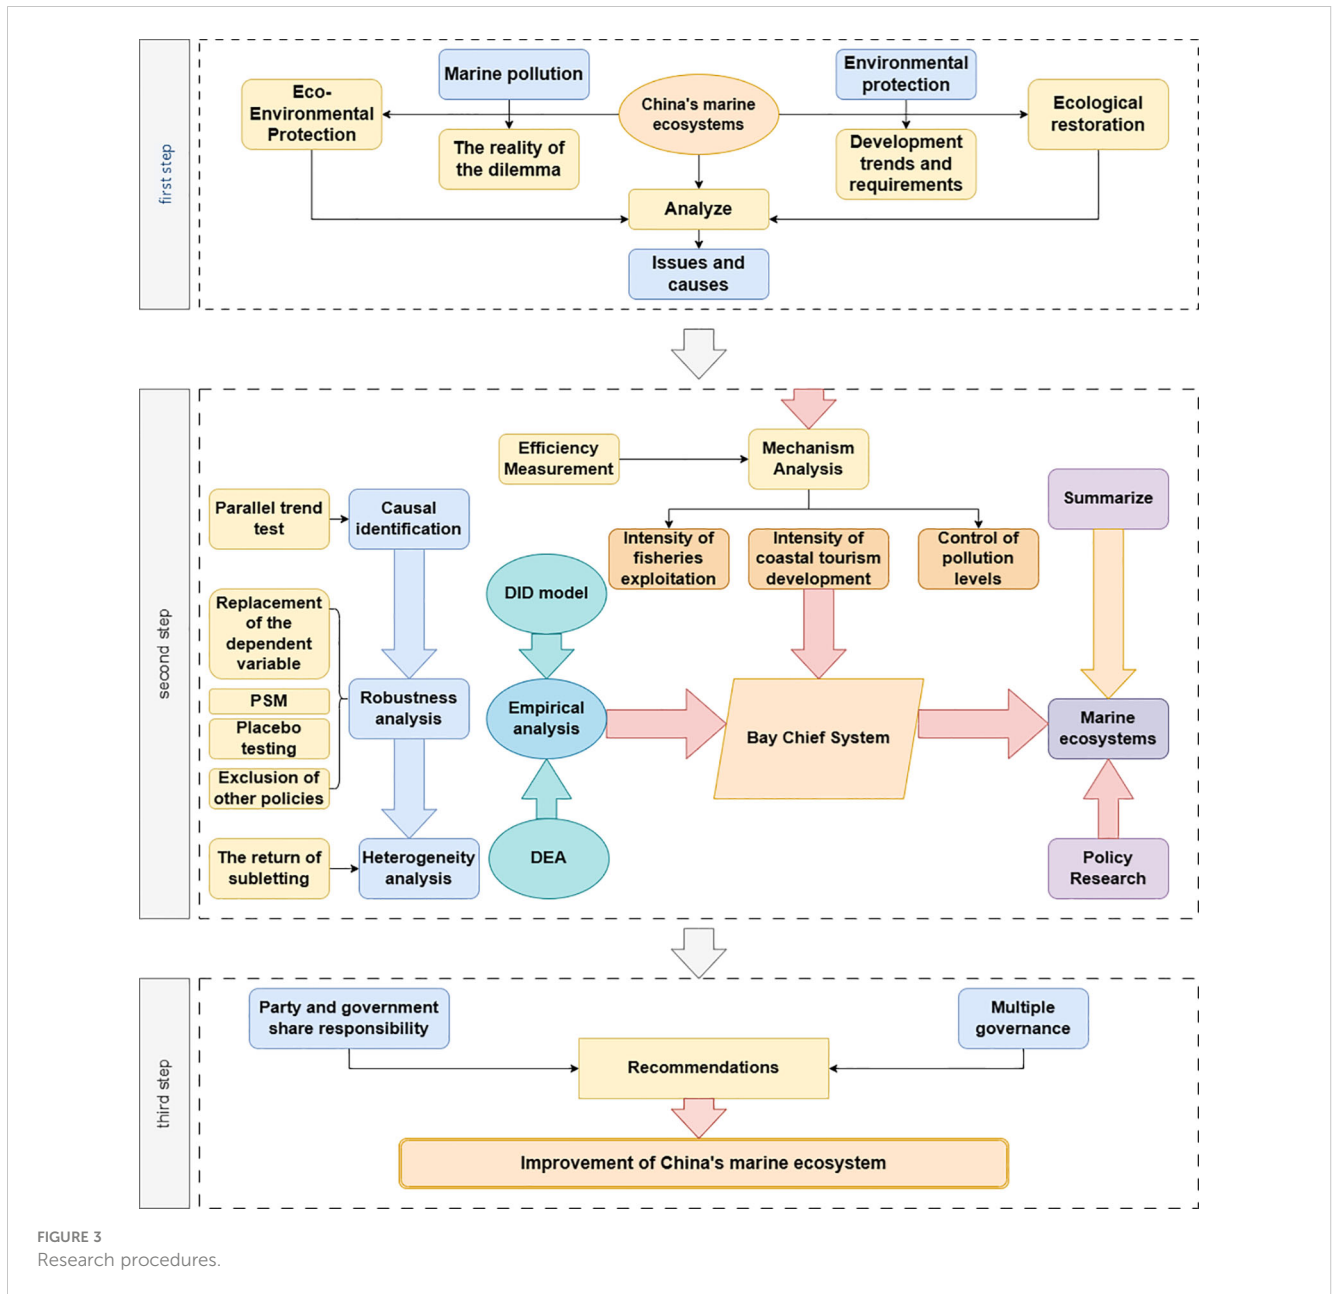 first step
Eco-
Environmental
Protection
Marine pollution
The reality of
the dilemma
China's marine
ecosystems
Environmental
protection
Development
trends and
requirements
Ecological
restoration
Analyze
Issues and
causes
second step
Efficiency
Measurement
Mechanism
Analysis
Intensity of
fisheries
exploitation
Intensity of
coastal tourism
development
Control of
pollution
levels
Summarize
Parallel trend
test
Causal
identification
Replacement
of the
dependent
variable
PSM
Placebo
testing
Exclusion of
other policies
Robustness
analysis
The return of
subletting
Heterogeneity
analysis
DID model
Empirical
analysis
DEA
Bay Chief System
Marine
ecosystems
Policy
Research
third step
Party and government
share responsibility
Multiple
governance
Recommendations
Improvement of China's marine ecosystem
FIGURE 3
Research procedures.